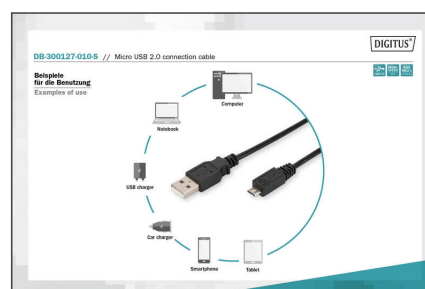 DIGITUS®
DB-300127-010-S // Micro USB 2.0 connection cable
Beispiele
für die Benutzung
Examples of use
Computer
Notebook
USB charger
Car charger
Smartphone
Tablet